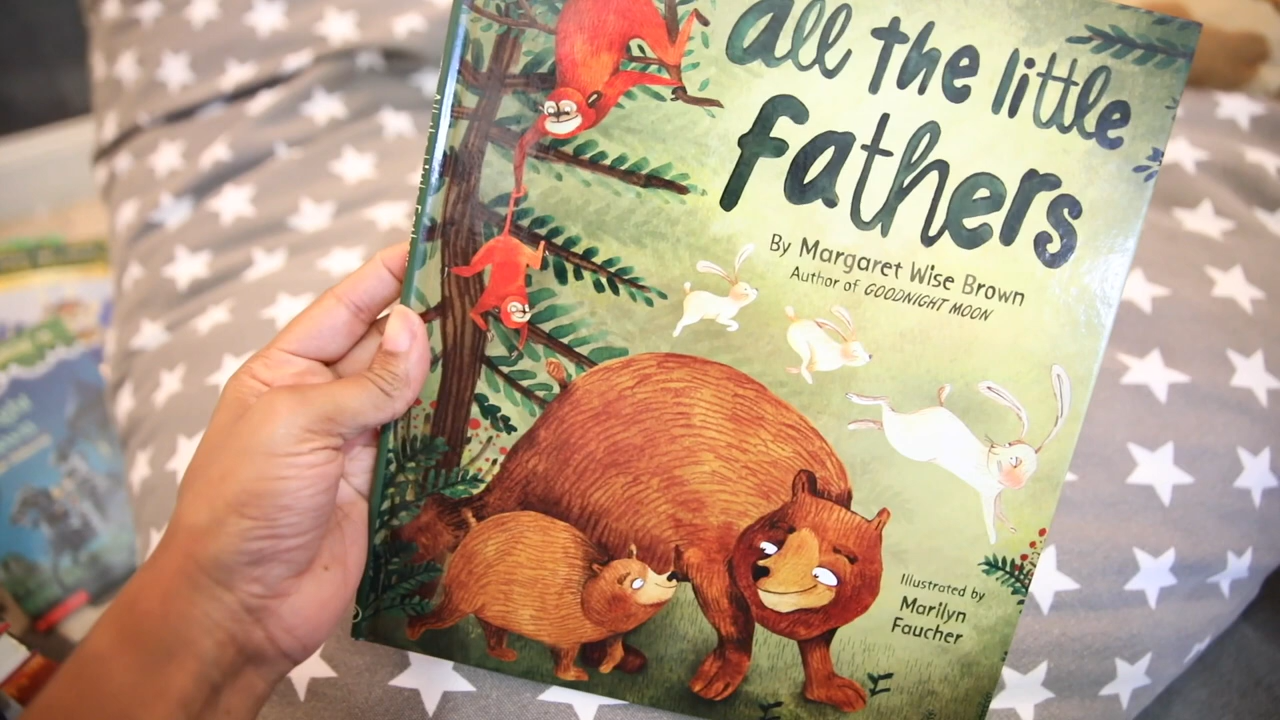 all the little
fathers
By Margaret Wise Brown
Author of GOODNIGHT MOON
Illustrated by
Marilyn
Faucher